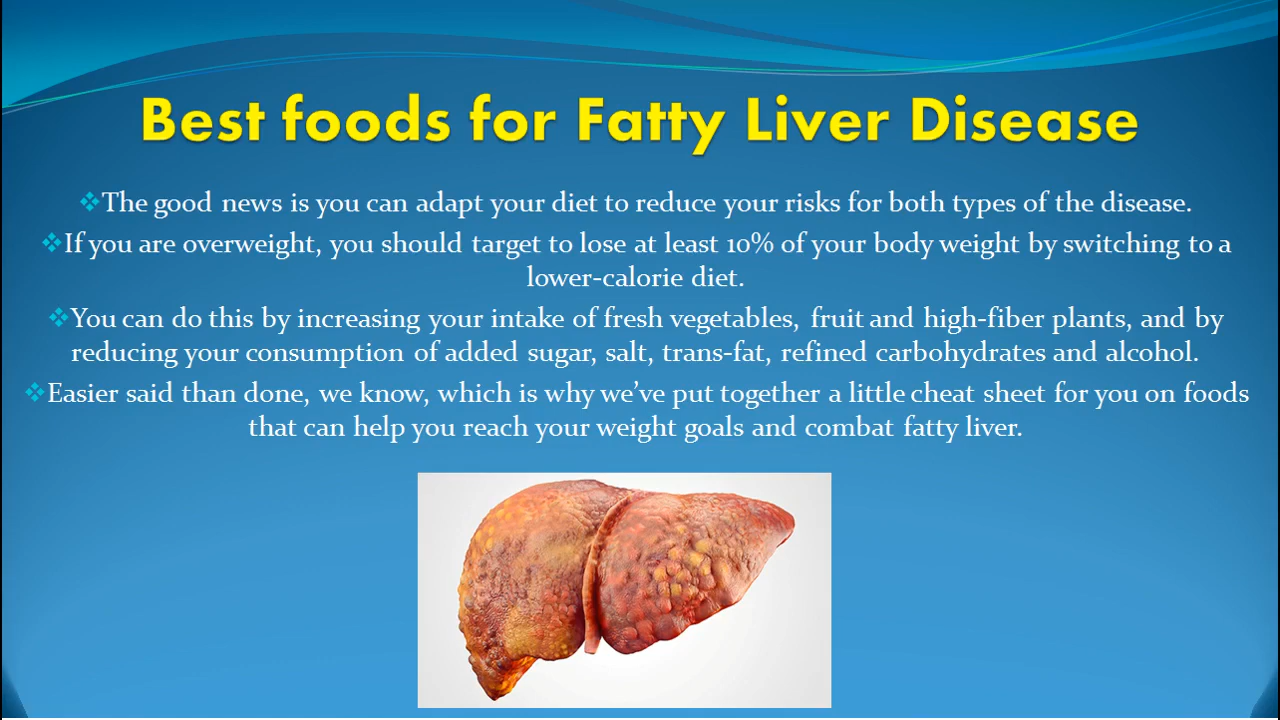 Best foods for Fatty Liver Disease
❖The good news is you can adapt your diet to reduce your risks for both types of the disease.
❖If you are overweight, you should target to lose at least 10% of your body weight by switching to a
lower-calorie diet.
❖You can do this by increasing your intake of fresh vegetables, fruit and high-fiber plants, and by
reducing your consumption of added sugar, salt, trans-fat, refined carbohydrates and alcohol.
❖Easier said than done, we know, which is why we’ve put together a little cheat sheet for you on foods
that can help you reach your weight goals and combat fatty liver.